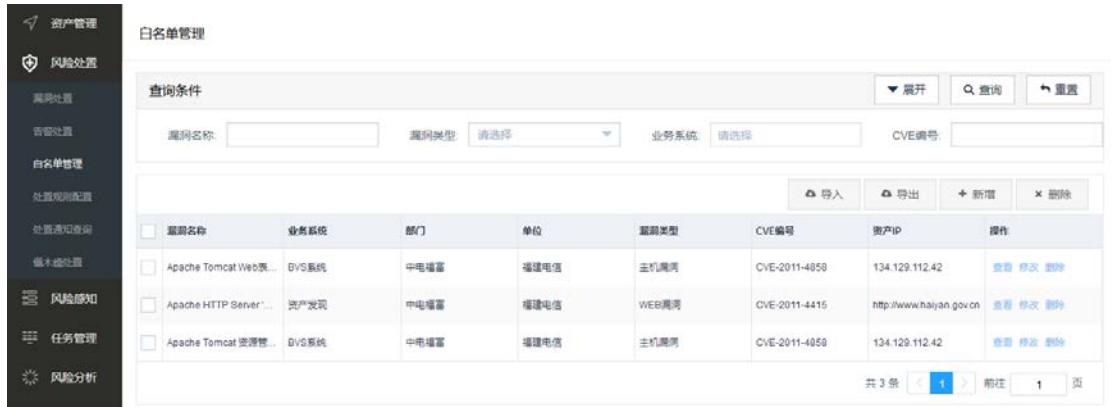 资产管理
风险处置
漏洞处置
告警处置
白名单管理
处置规则配置
处置通知查询
僵木蠕处置
风险感知
任务管理
风险分析
白名单管理
查询条件 展开 查询 重置
漏洞名称: 漏洞类型: 请选择 业务系统: 请选择 CVE编号:
导入 导出 新增 删除
漏洞名称 业务系统 部门 单位 漏洞类型 CVE编号 资产IP 操作
Apache Tomcat Web表... BVS系统 中电福富 福建电信 主机漏洞 CVE-2011-4858 134.129.112.42 查看 修改 删除
Apache HTTP Server '... 资产发现 中电福富 福建电信 WEB漏洞 CVE-2011-4415 http://www.haiyan.gov.cn 查看 修改 删除
Apache Tomcat 资源管... BVS系统 中电福富 福建电信 主机漏洞 CVE-2011-4858 134.129.112.42 查看 修改 删除
共 3 条 1 前往 1 页